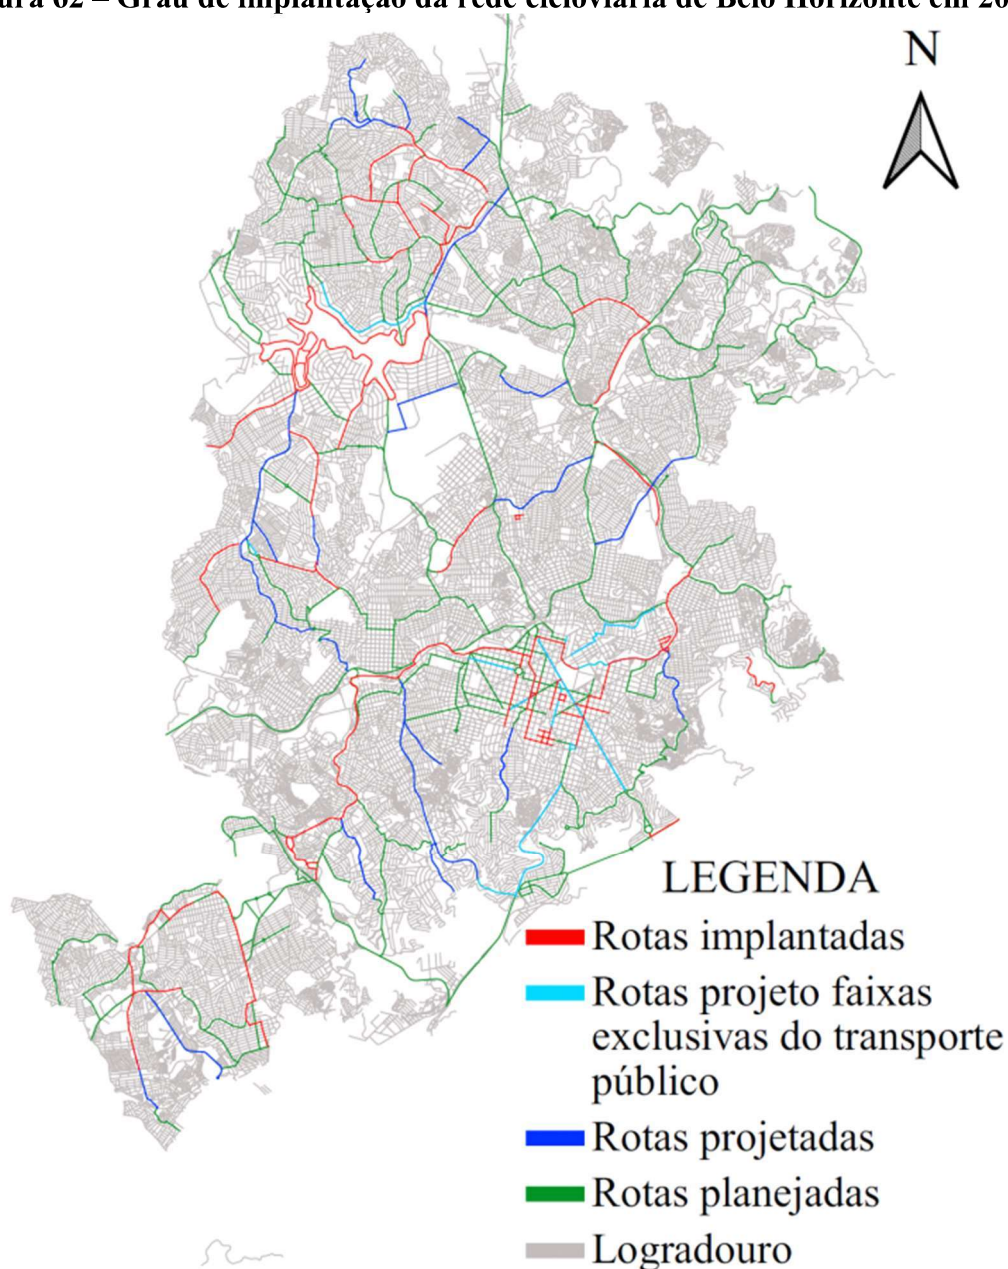 62 – Grau de implantação da rede cicloviária de Belo Horizonte em
N
LEGENDA
Rotas implantadas
Rotas projeto faixas
exclusivas do transporte
público
Rotas projetadas
Rotas planejadas
Logradouro